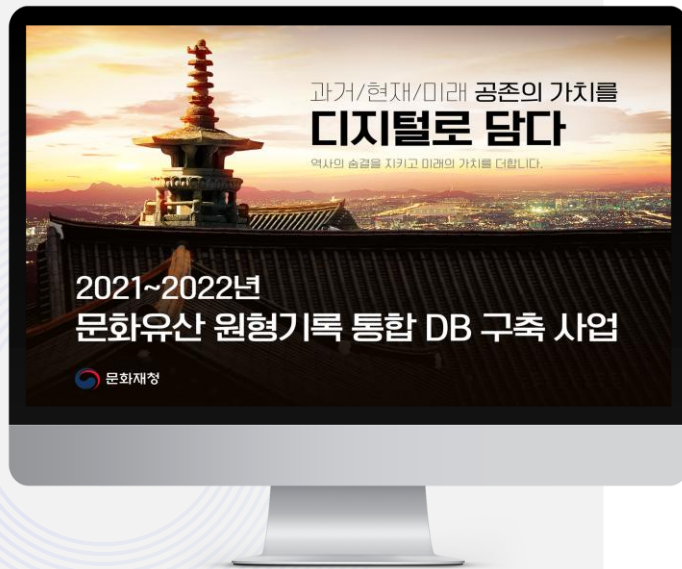 과거/현재/미래 공존의 가치를
디지털로 담다
역사의 숨결을 지키고 미래의 가치를 더합니다.
2021~2022년
문화유산 원형기록 통합 DB 구축 사업
문화재청